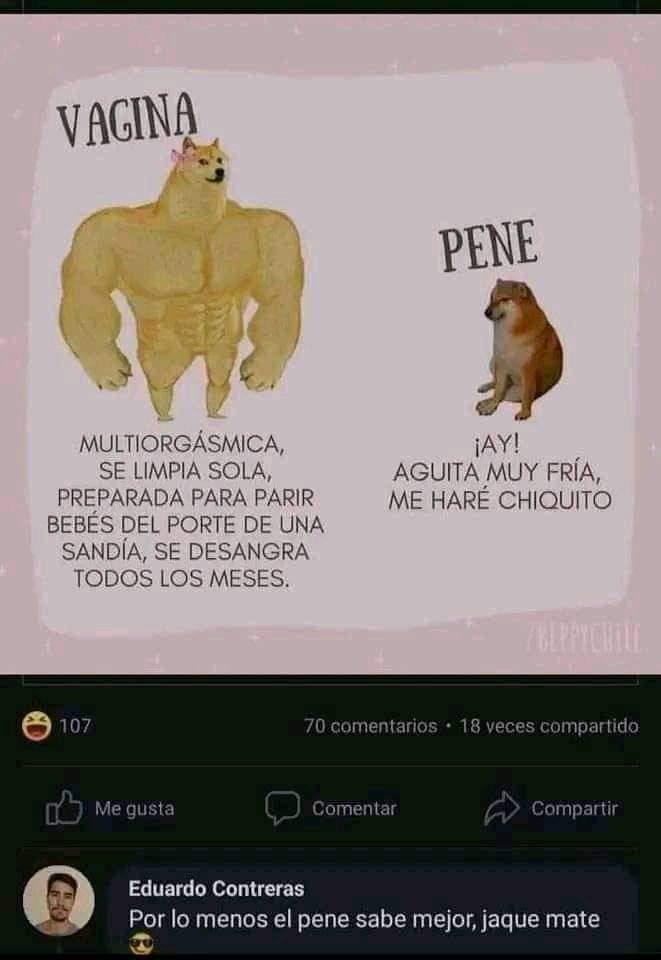 VAGINA
PENE
MULTIORGÁSMICA,
SE LIMPIA SOLA,
PREPARADA PARA PARIR
BEBÉS DEL PORTE DE UNA
SANDÍA, SE DESANGRA
TODOS LOS MESES.
¡AY!
AGUITA MUY FRÍA,
ME HARÉ CHIQUITO
/BEPPYCHILE
107
70 comentarios • 18 veces compartido
Me gusta
Comentar
Compartir
Eduardo Contreras
Por lo menos el pene sabe mejor, jaque mate
😎